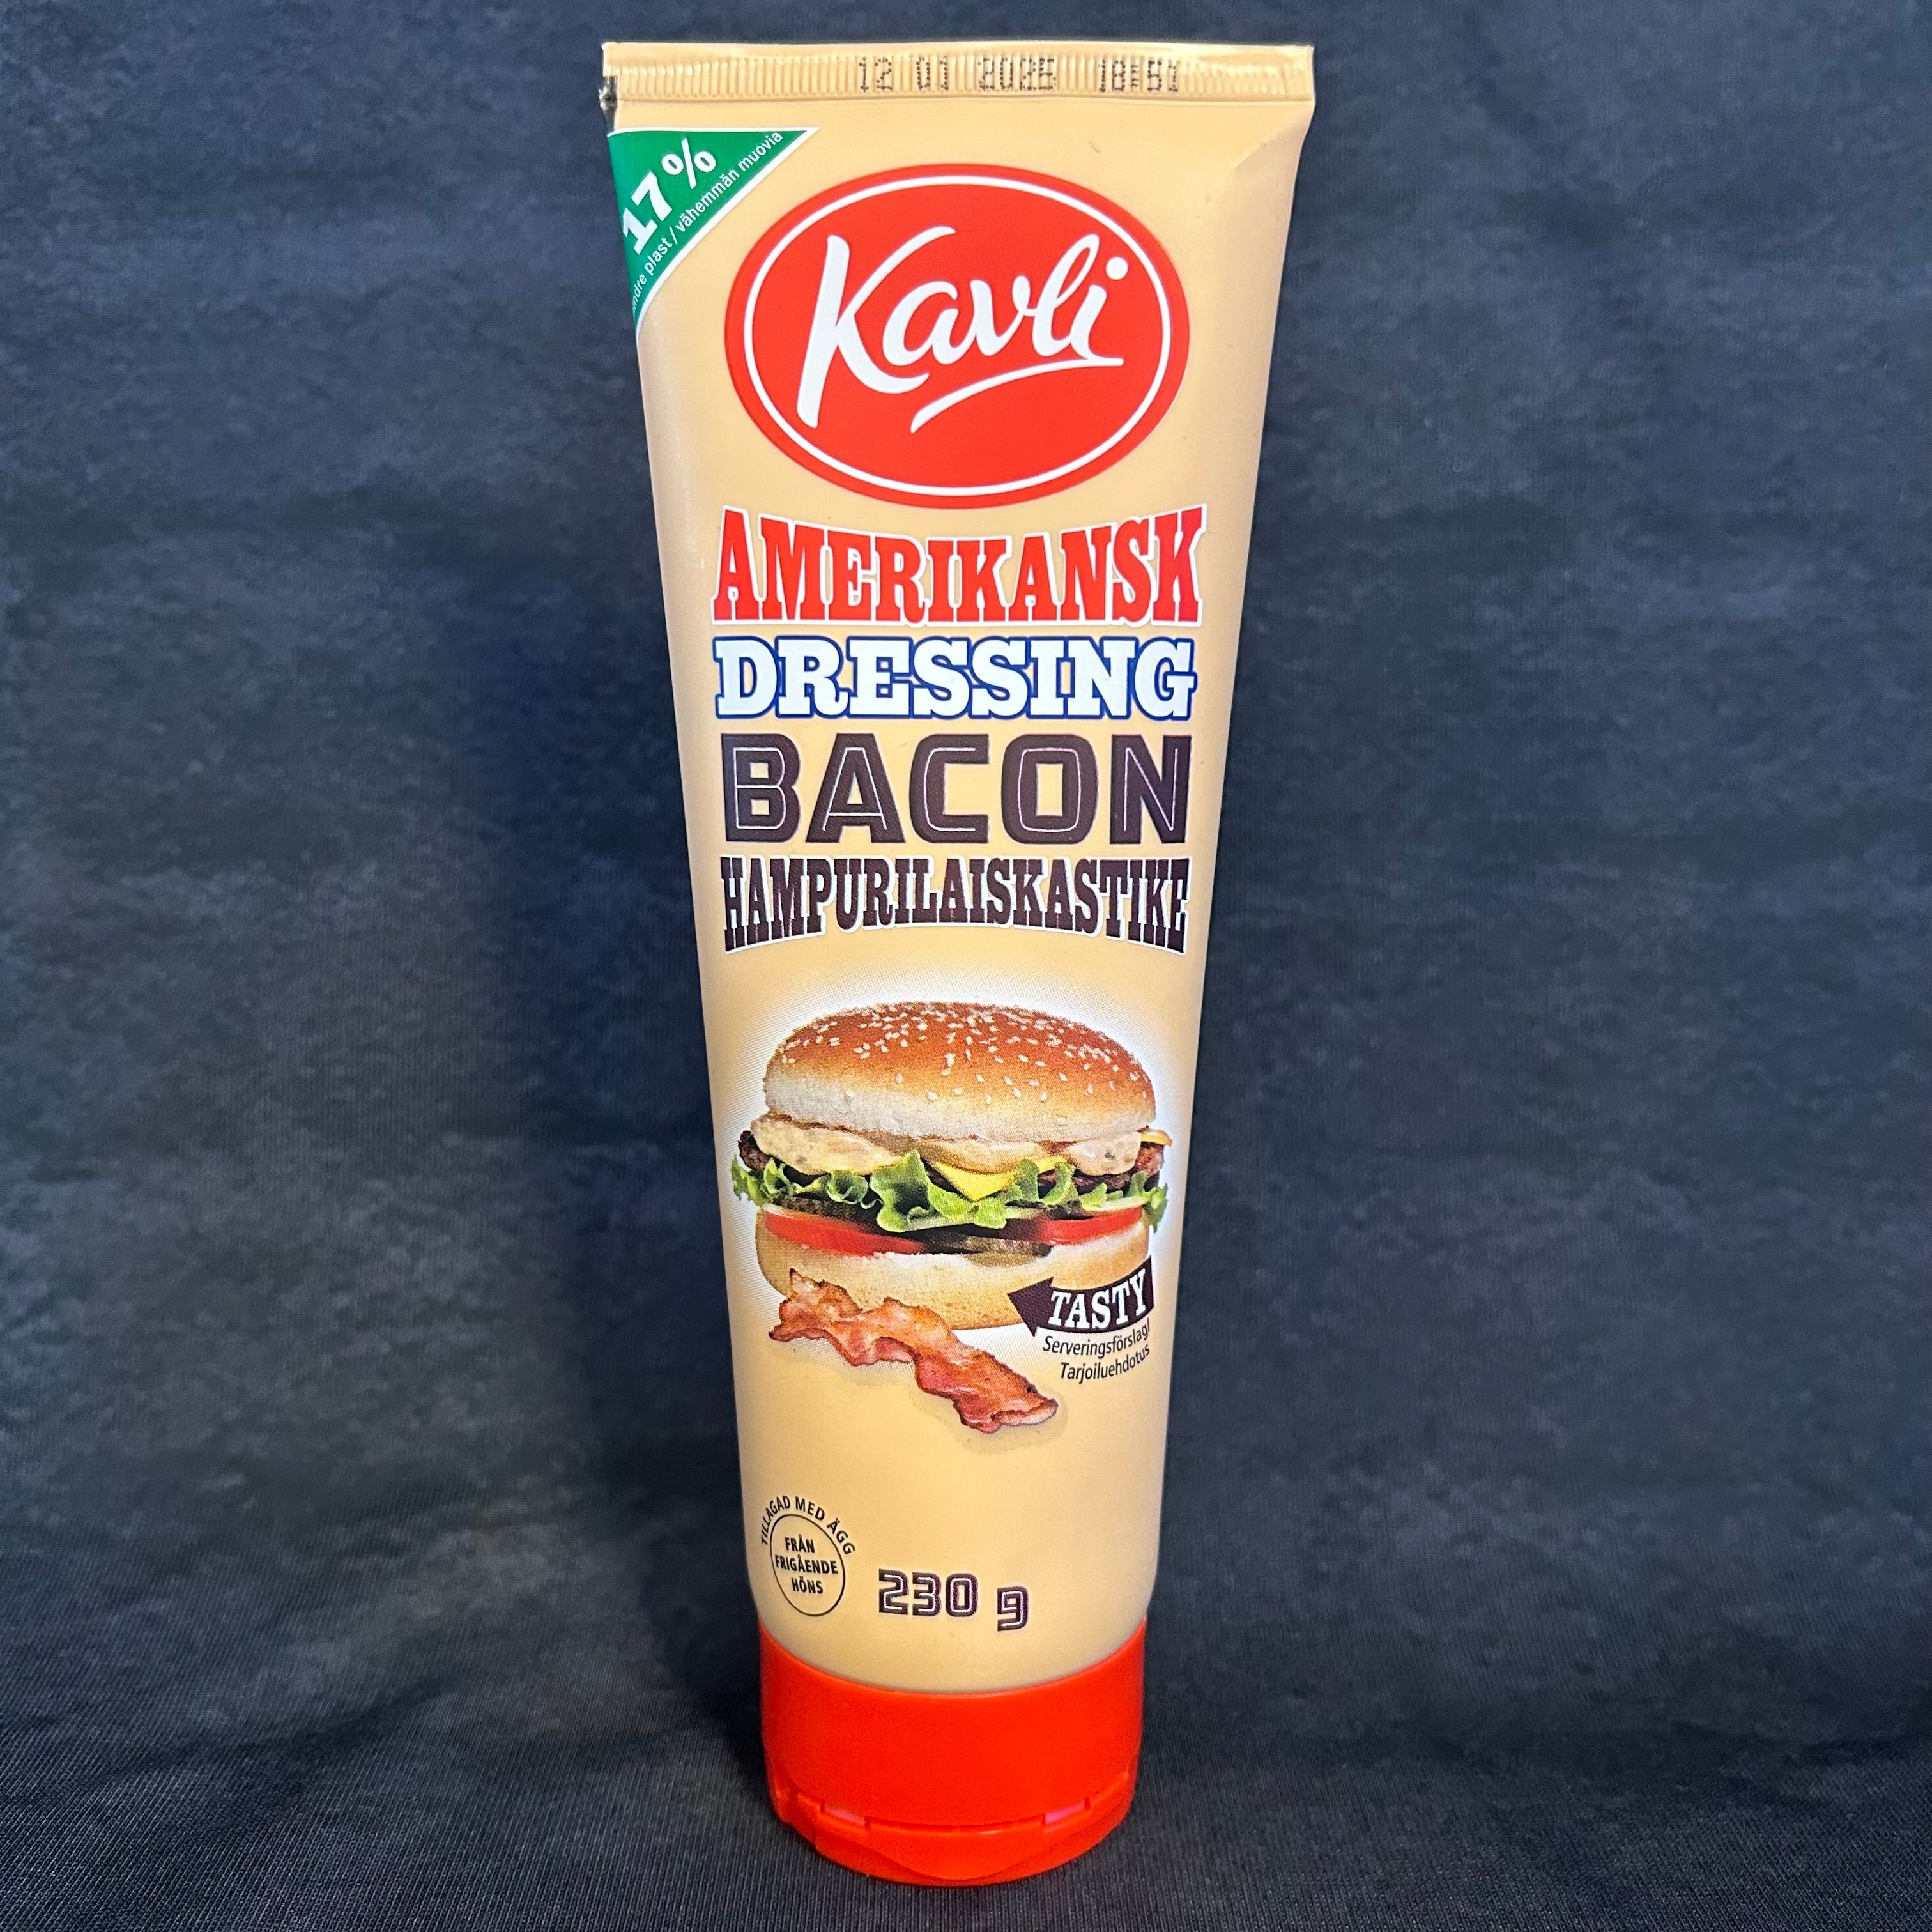 12 01 2025 18:51
17%
plast / vähemmän muovia
Kavli
AMERIKANSK
DRESSING
BACON
HAMPURILAISKASTIKE
TASTY
Serveringsförslag/
Tarjoiluehdotus
TILLAGAD MED ÄGG
FRÅN
FRIGÅENDE
HÖNS
230 g